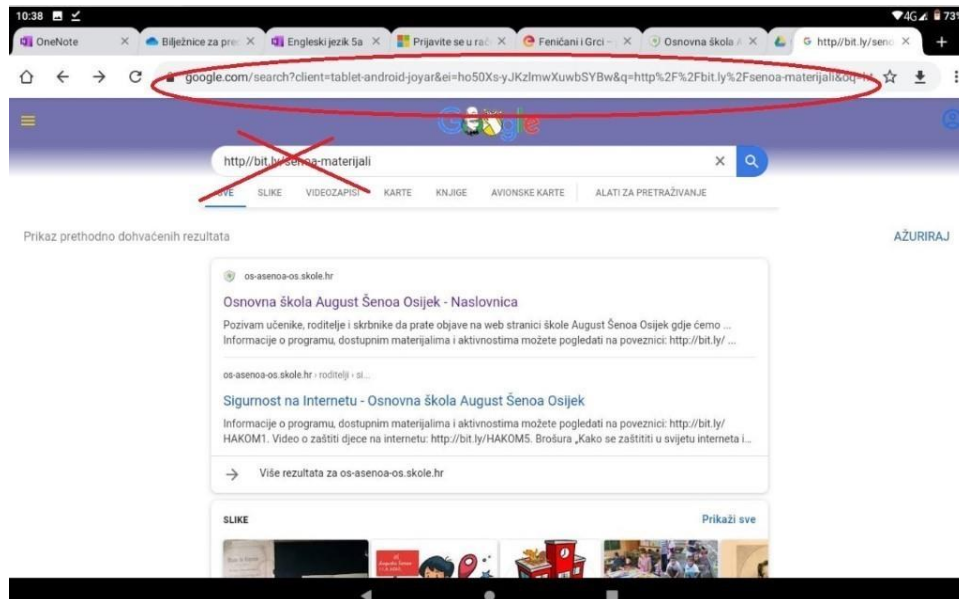 10:38
4G 73%
OneNote
Bilježnice za pre
Engleski jezik 5a
Prijavite se u rač
Feničani i Grci -
Osnovna škola A
http//bit.ly/seno
google.com/search?client=tablet-android-joyar&ei=ho50Xs-yJKzlmwXuwbSYBw&q=http%2F%2Fbit.ly%2Fsenoa-materijali&oq=ht
http//bit.ly/senoa-materijali
SVE
SLIKE
VIDEOZAPISI
KARTE
KNJIGE
AVIONSKE KARTE
ALATI ZA PRETRAŽIVANJE
Prikaz prethodno dohvaćenih rezultata
AŽURIRAJ
os-asenoa-os.skole.hr
Osnovna škola August Šenoa Osijek - Naslovnica
Pozivam učenike, roditelje i skrbnike da prate objave na web stranici škole August Šenoa Osijek gdje ćemo ...
Informacije o programu, dostupnim materijalima i aktivnostima možete pogledati na poveznici: http://bit.ly/ ...
os-asenoa-os.skole.hr › roditelji › si...
Sigurnost na Internetu - Osnovna škola August Šenoa Osijek
Informacije o programu, dostupnim materijalima i aktivnostima možete pogledati na poveznici: http://bit.ly/
HAKOM1. Video o zaštiti djece na internetu: http://bit.ly/HAKOM5. Brošura „Kako se zaštititi u svijetu interneta i...
Više rezultata za os-asenoa-os.skole.hr
SLIKE
Prikaži sve